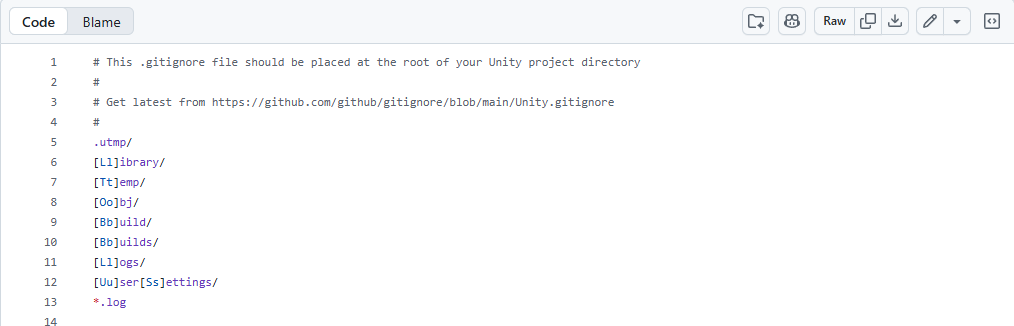 Code Blame Raw
1 # This .gitignore file should be placed at the root of your Unity project directory
2 #
3 # Get latest from https://github.com/github/gitignore/blob/main/Unity.gitignore
4 #
5 .utmp/
6 [Ll]ibrary/
7 [Tt]emp/
8 [Oo]bj/
9 [Bb]uild/
10 [Bb]uilds/
11 [Ll]ogs/
12 [Uu]ser[Ss]ettings/
13 *.log
14